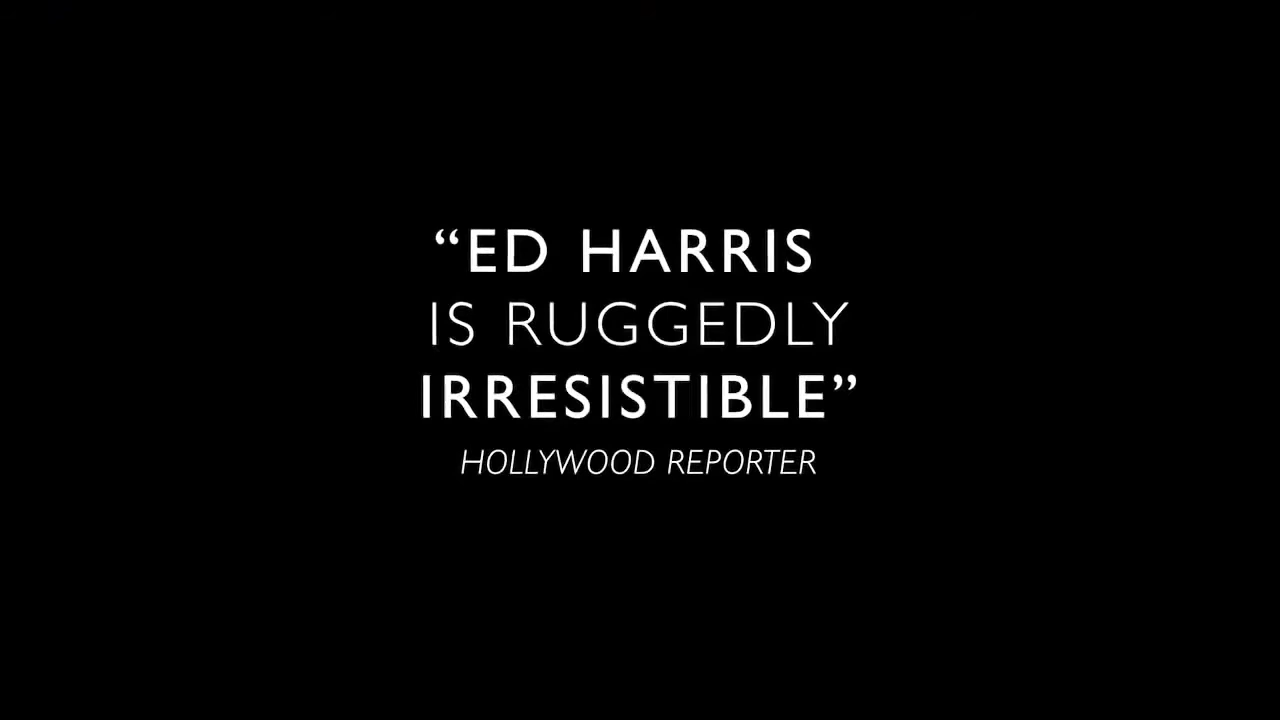 “ED HARRIS
IS RUGGEDLY
IRRESISTIBLE”
HOLLYWOOD REPORTER